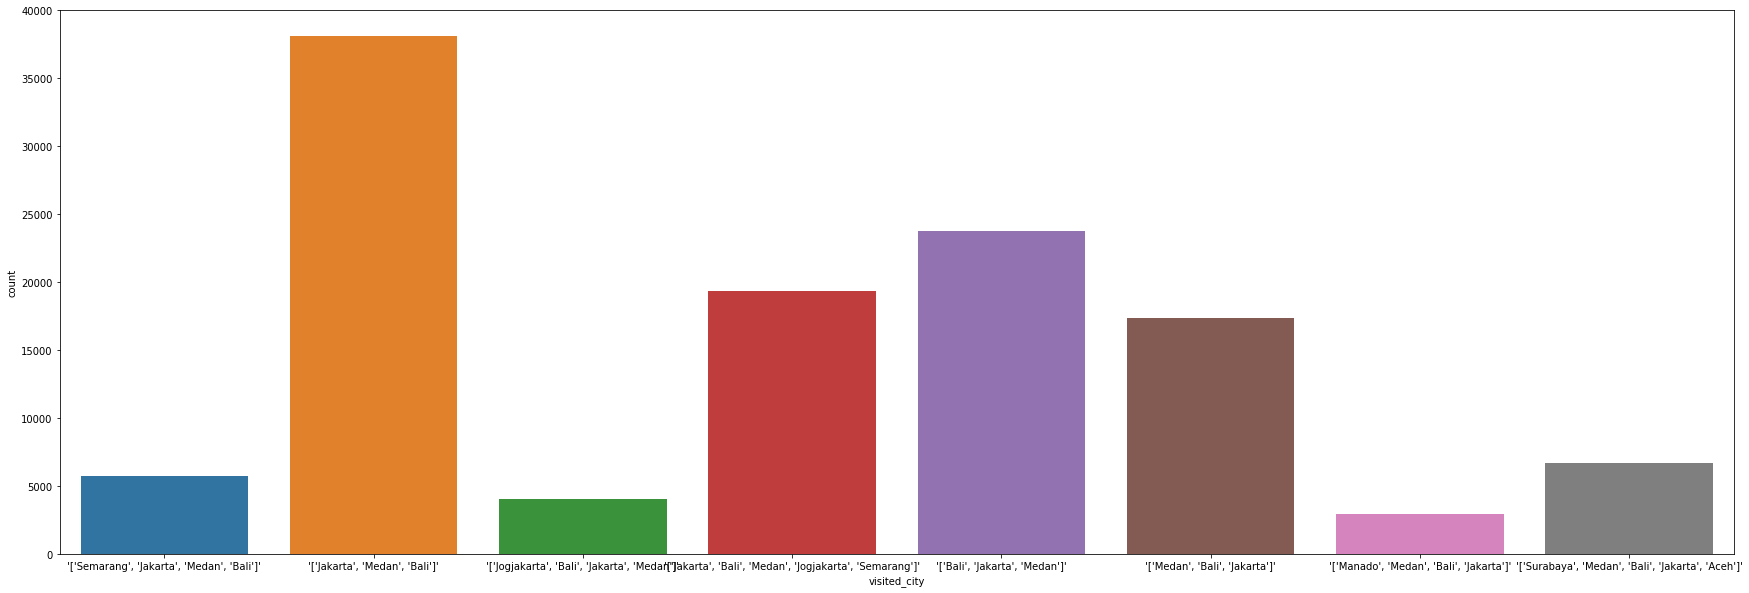 40000
35000
30000
25000
20000
15000
10000
5000
0
count
'['Semarang', 'Jakarta', 'Medan', 'Bali']'
'['Jakarta', 'Medan', 'Bali']'
'['Jogjakarta', 'Bali', 'Jakarta', 'Medan']'
'['Jakarta', 'Bali', 'Medan', 'Jogjakarta', 'Semarang']'
'['Bali', 'Jakarta', 'Medan']'
'['Medan', 'Bali', 'Jakarta']'
'['Manado', 'Medan', 'Bali', 'Jakarta']'
'['Surabaya', 'Medan', 'Bali', 'Jakarta', 'Aceh']'
visited_city